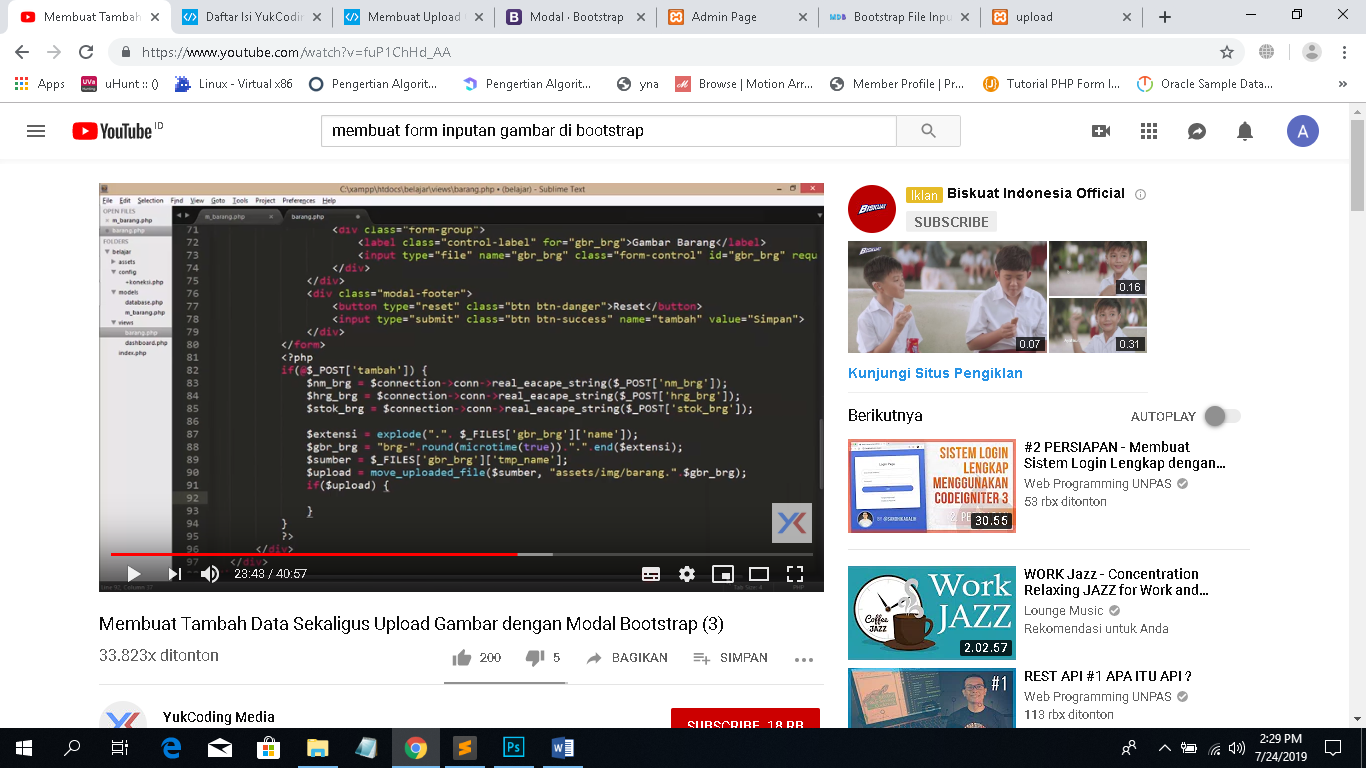 Membuat Tambah
Daftar Isi YukCodin
Membuat Upload
Modal · Bootstrap
Admin Page
MDB
Bootstrap File Inpu
upload
https://www.youtube.com/watch?v=fuP1ChHd_AA
Apps
uHunt :: ()
Linux - Virtual x86
Pengertian Algorit...
Pengertian Algorit...
yna
Browse | Motion Arr...
Member Profile | Pr...
Tutorial PHP Form I...
Oracle Sample Data...
YouTube ID
membuat form inputan gambar di bootstrap
A
C:\xampp\htdocs\belajar\views\barang.php • (belajar) - Sublime Text
File Edit Selection Find View Goto Tools Project Preferences Help
OPEN FILES
m_barang.php
barang.php
FOLDERS
belajar
assets
config
+koneksi.php
models
database.php
m_barang.php
views
barang.php
dashboard.php
index.php
m_barang.php
barang.php
71 <div class="form-group">
72 <label class="control-label" for="gbr_brg">Gambar Barang</label>
73 <input type="file" name="gbr_brg" class="form-control" id="gbr_brg" requ
74 </div>
75 </div>
76 <div class="modal-footer">
77 <button type="reset" class="btn btn-danger">Reset</button>
78 <input type="submit" class="btn btn-success" name="tambah" value="Simpan">
79 </div>
80 </form>
81 <?php
82 if(@$_POST['tambah']) {
83 $nm_brg = $connection->conn->real_eacape_string($_POST['nm_brg']);
84 $hrg_brg = $connection->conn->real_eacape_string($_POST['hrg_brg']);
85 $stok_brg = $connection->conn->real_eacape_string($_POST['stok_brg']);
86
87 $extensi = explode(".", $_FILES['gbr_brg']['name']);
88 $gbr_brg = "brg-".round(microtime(true)).".".end($extensi);
89 $sumber = $_FILES['gbr_brg']['tmp_name'];
90 $upload = move_uploaded_file($sumber, "assets/img/barang.".$gbr_brg);
91 if($upload) {
92
93 }
94 }
95 ?>
96 </div>
97 </div>
YX
23:43 / 40:57
Membuat Tambah Data Sekaligus Upload Gambar dengan Modal Bootstrap (3)
33.823x ditonton
200
5
BAGIKAN
SIMPAN
YukCoding Media
SUBSCRIBE 18 RB
BISKUAT
Iklan Biskuat Indonesia Official
SUBSCRIBE
0.07
0.16
0.31
Kunjungi Situs Pengiklan
Berikutnya
AUTOPLAY
SISTEM LOGIN
LENGKAP
MENGGUNAKAN
CODEIGNITER 3
30.55
#2 PERSIAPAN - Membuat
Sistem Login Lengkap dengan...
Web Programming UNPAS
53 rbx ditonton
Work
JAZZ
Coffee
JAZZ
2.02.57
WORK Jazz - Concentration
Relaxing JAZZ for Work and...
Lounge Music
Rekomendasi untuk Anda
#1
REST API #1 APA ITU API ?
Web Programming UNPAS
113 rbx ditonton
2:29 PM
7/24/2019